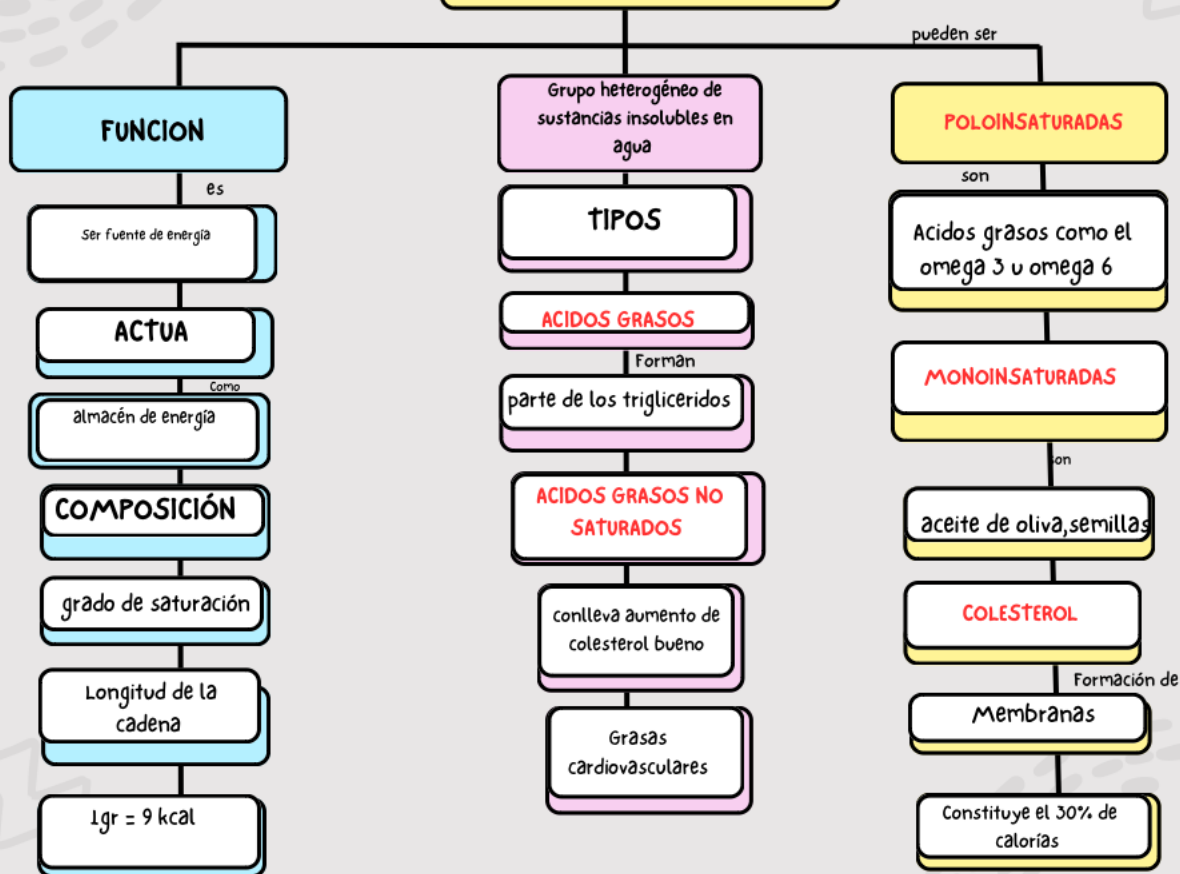 pueden ser
FUNCION
es
Ser fuente de energía
ACTUA
Como
almacén de energía
COMPOSICIÓN
grado de saturación
Longitud de la
cadena
1gr = 9 kcal
Grupo heterogéneo de
sustancias insolubles en
agua
TIPOS
ACIDOS GRASOS
Forman
parte de los trigliceridos
ACIDOS GRASOS NO
SATURADOS
conlleva aumento de
colesterol bueno
Grasas
cardiovasculares
POLOINSATURADAS
son
Acidos grasos como el
omega 3 u omega 6
MONOINSATURADAS
son
aceite de oliva,semillas
COLESTEROL
Formación de
Membranas
Constituye el 30% de
calorías